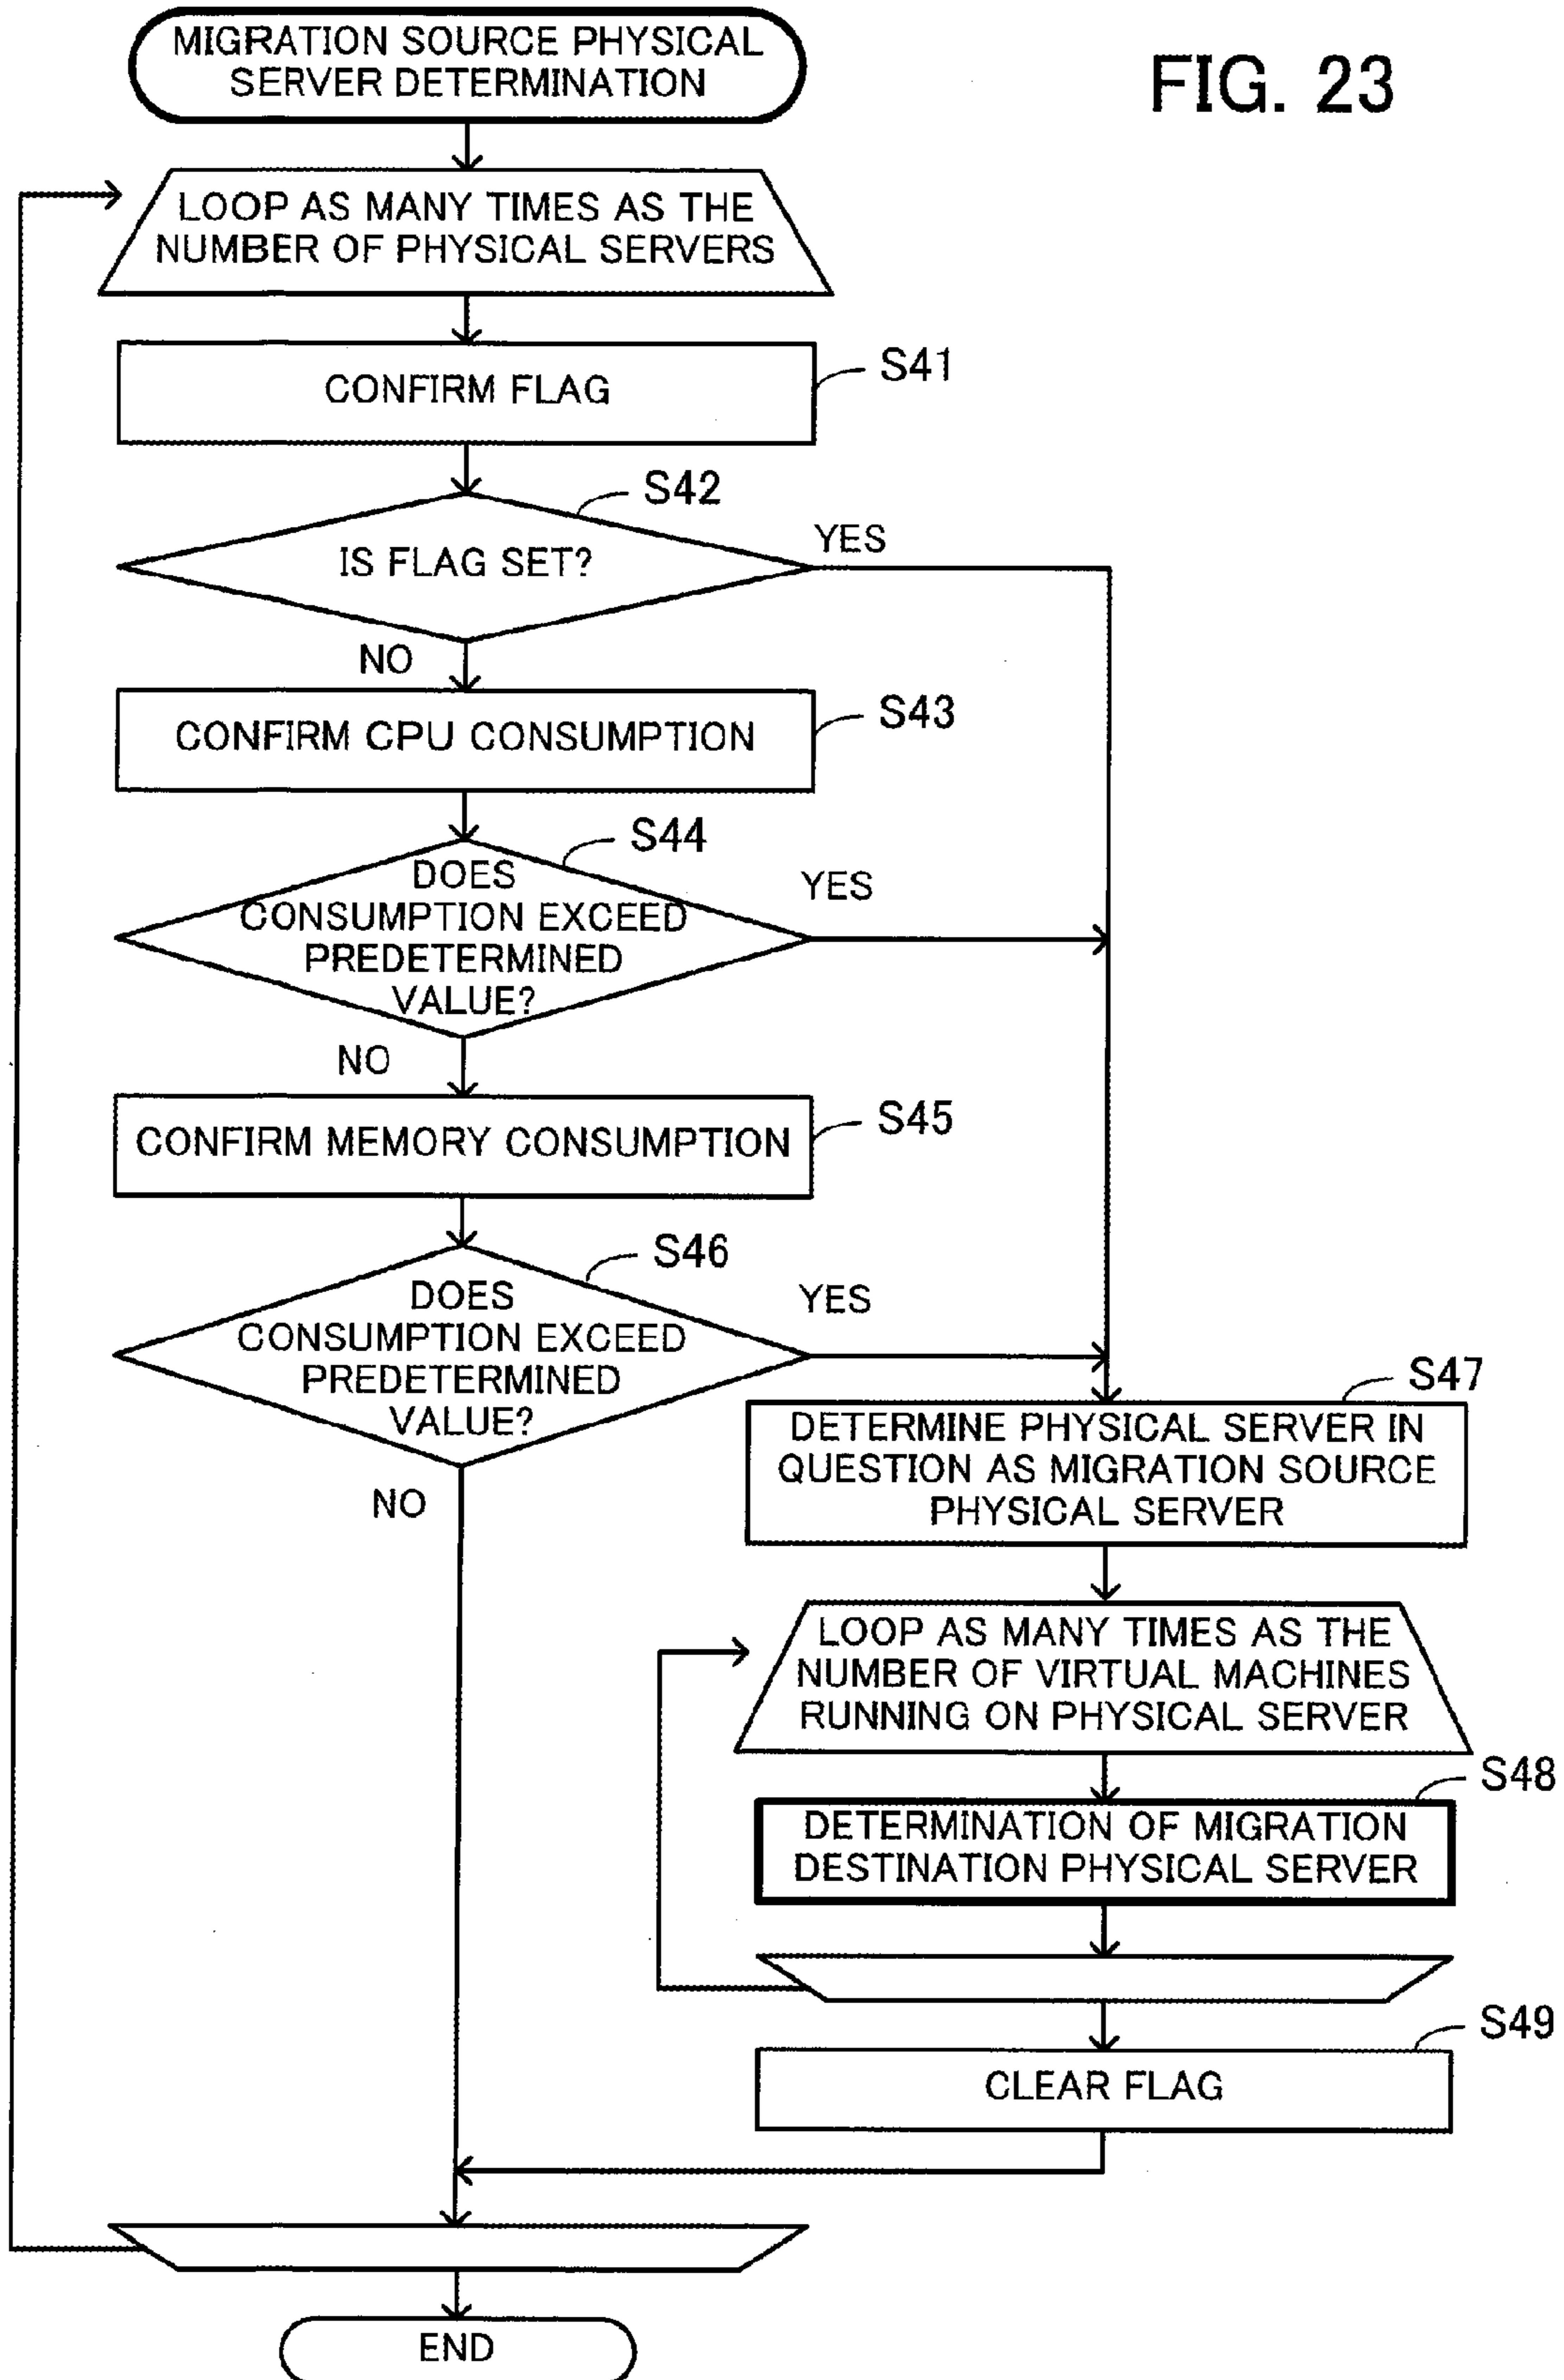 MIGRATION SOURCE PHYSICAL
SERVER DETERMINATION
FIG. 23
LOOP AS MANY TIMES AS THE
NUMBER OF PHYSICAL SERVERS
CONFIRM FLAG
S41
S42
IS FLAG SET?
YES
NO
CONFIRM CPU CONSUMPTION
S43
S44
DOES
CONSUMPTION EXCEED
PREDETERMINED
VALUE?
YES
NO
CONFIRM MEMORY CONSUMPTION
S45
S46
DOES
CONSUMPTION EXCEED
PREDETERMINED
VALUE?
YES
NO
S47
DETERMINE PHYSICAL SERVER IN
QUESTION AS MIGRATION SOURCE
PHYSICAL SERVER
LOOP AS MANY TIMES AS THE
NUMBER OF VIRTUAL MACHINES
RUNNING ON PHYSICAL SERVER
S48
DETERMINATION OF MIGRATION
DESTINATION PHYSICAL SERVER
S49
CLEAR FLAG
END